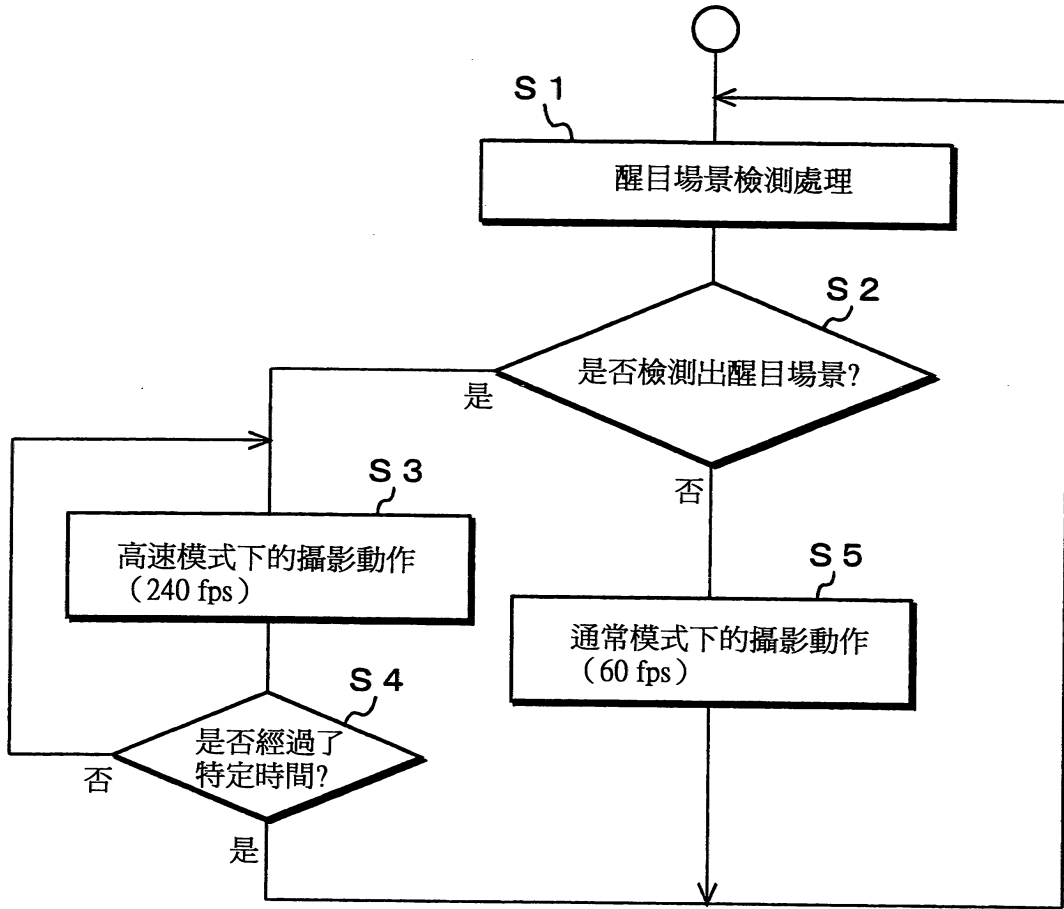 S 1
醒目場景檢測處理
S 2
是否檢測出醒目場景?
是
否
S 3
高速模式下的攝影動作
（240 fps）
S 5
通常模式下的攝影動作
（60 fps）
S 4
是否經過了
特定時間?
否
是